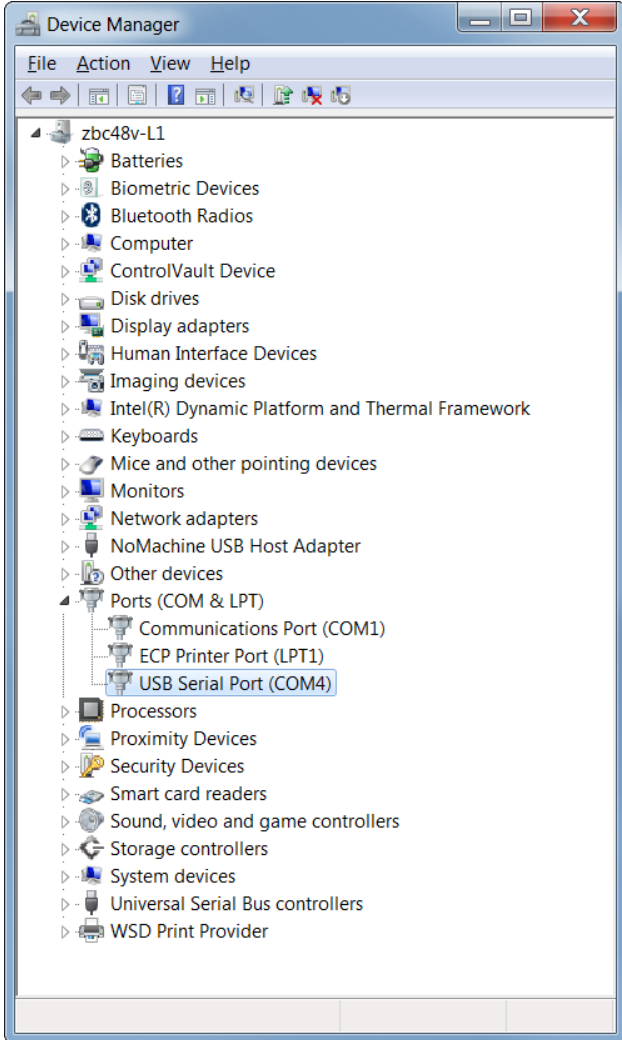 Device Manager
File Action View Help
zbc48v-L1
Batteries
Biometric Devices
Bluetooth Radios
Computer
ControlVault Device
Disk drives
Display adapters
Human Interface Devices
Imaging devices
Intel(R) Dynamic Platform and Thermal Framework
Keyboards
Mice and other pointing devices
Monitors
Network adapters
NoMachine USB Host Adapter
Other devices
Ports (COM & LPT)
Communications Port (COM1)
ECP Printer Port (LPT1)
USB Serial Port (COM4)
Processors
Proximity Devices
Security Devices
Smart card readers
Sound, video and game controllers
Storage controllers
System devices
Universal Serial Bus controllers
WSD Print Provider